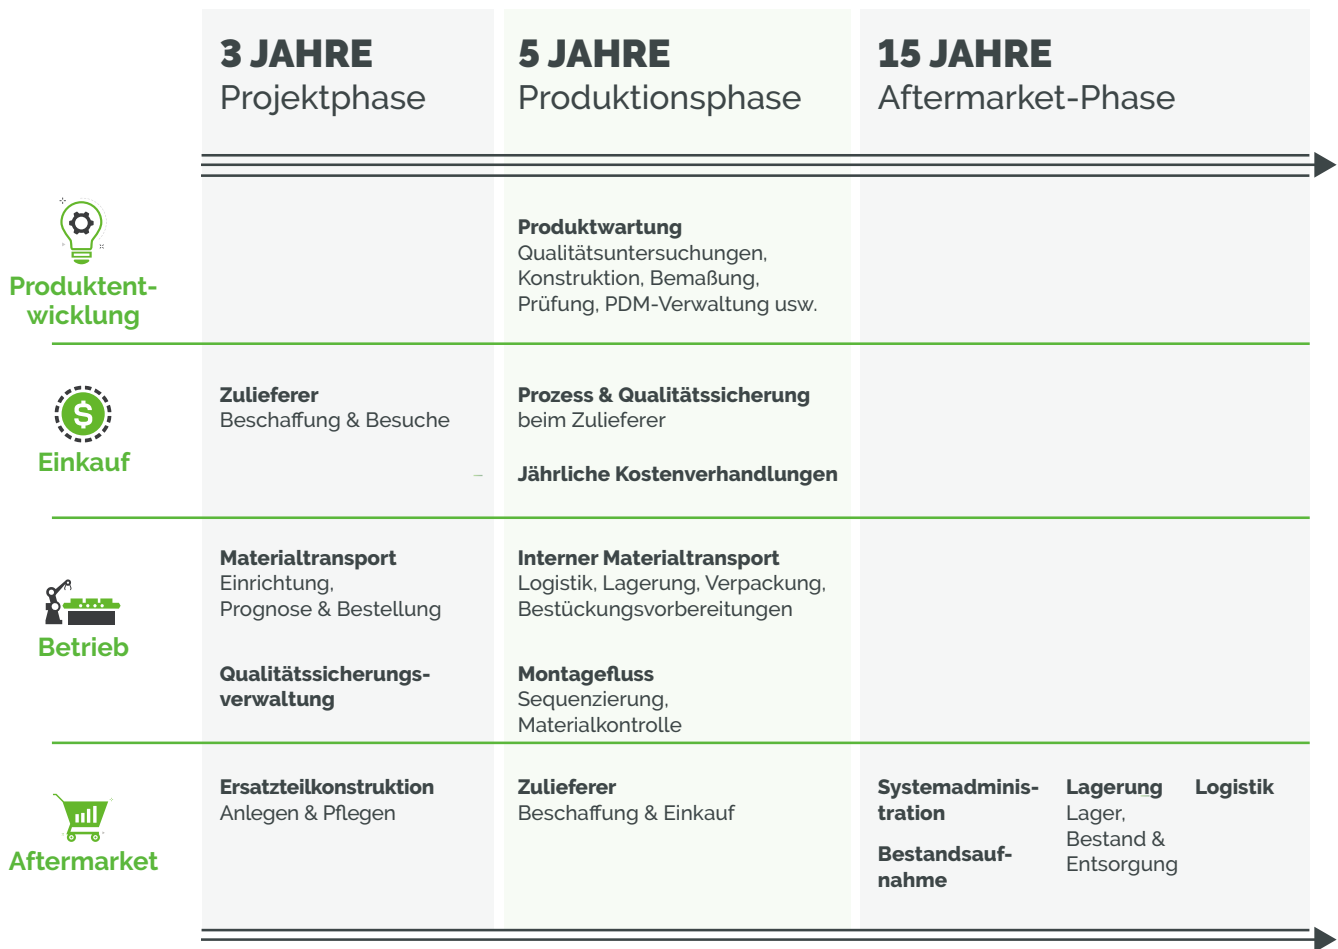 3 JAHRE
Projektphase
5 JAHRE
Produktionsphase
15 JAHRE
Aftermarket-Phase
Produktent-
wicklung
Produktwartung
Qualitätsuntersuchungen,
Konstruktion, Bemaßung,
Prüfung, PDM-Verwaltung usw.
$
Einkauf
Zulieferer
Beschaffung & Besuche
Prozess & Qualitätssicherung
beim Zulieferer
Jährliche Kostenverhandlungen
Betrieb
Materialtransport
Einrichtung,
Prognose & Bestellung
Qualitätssicherungs-
verwaltung
Interner Materialtransport
Logistik, Lagerung, Verpackung,
Bestückungsvorbereitungen
Montagefluss
Sequenzierung,
Materialkontrolle
Aftermarket
Ersatzteilkonstruktion
Anlegen & Pflegen
Zulieferer
Beschaffung & Einkauf
Systemadminis-
tration
Bestandsauf-
nahme
Lagerung
Lager,
Bestand &
Entsorgung
Logistik